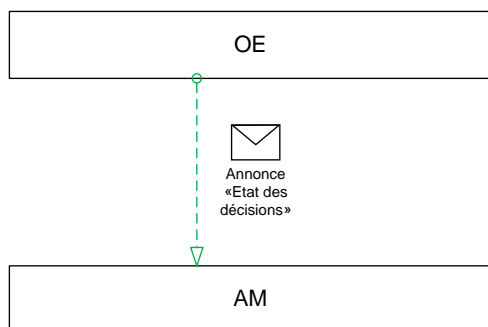 OE
Annonce
«Etat des
décisions»
AM